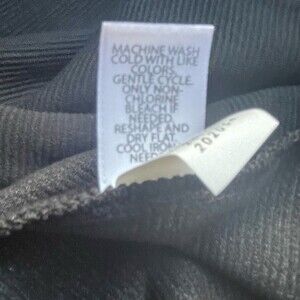 MACHINE WASH
COLD WITH LIKE
COLORS.
GENTLE CYCLE.
ONLY NON-
CHLORINE
BLEACH IF
NEEDED.
RESHAPE AND
DRY FLAT.
COOL IRON
NEED